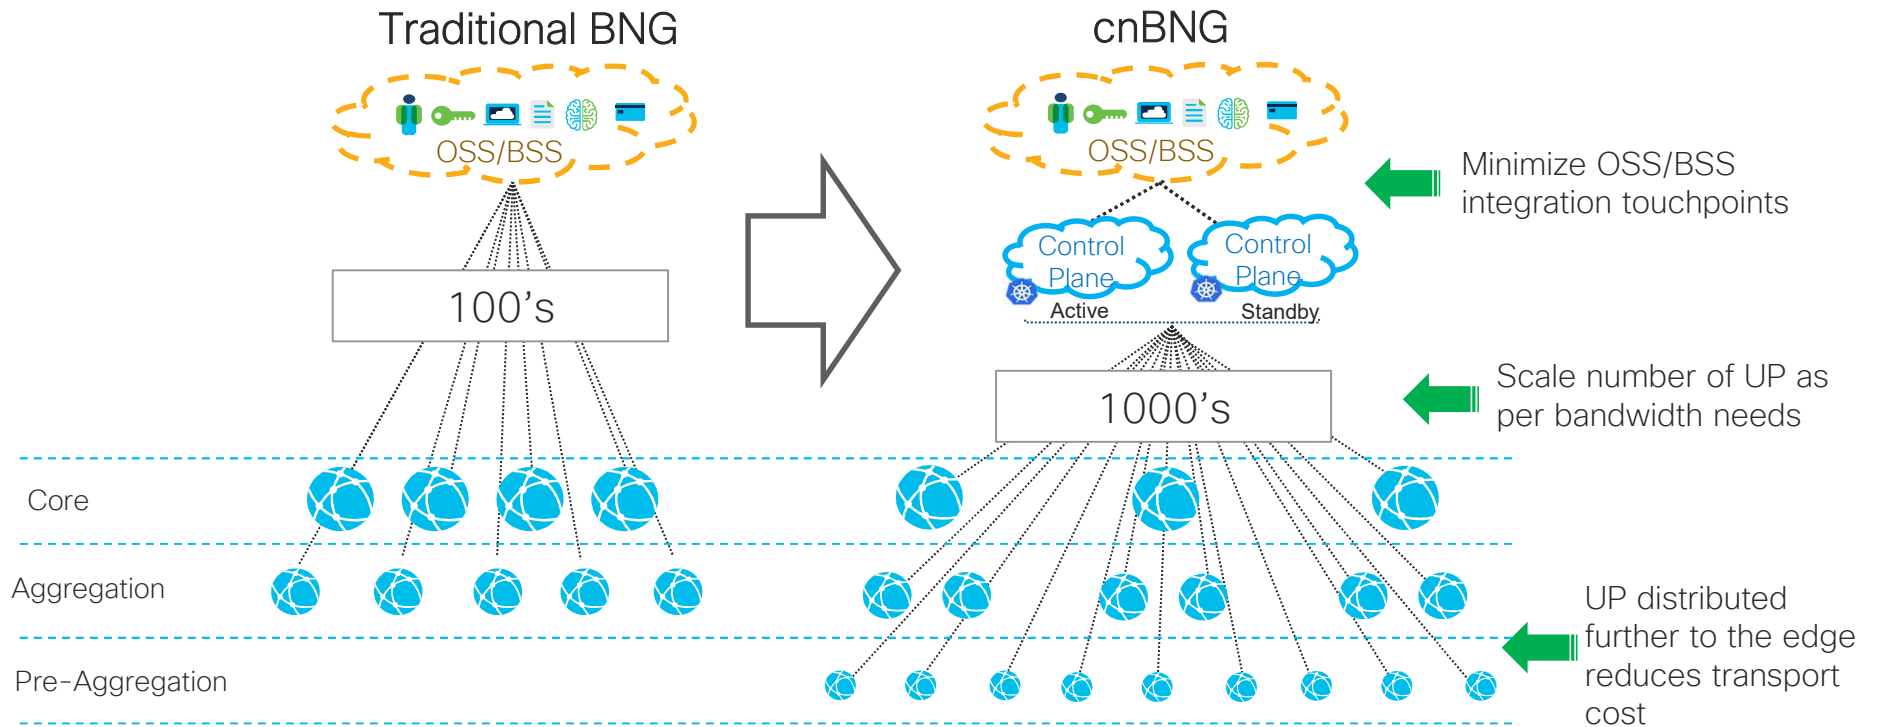 Traditional BNG
cnBNG
OSS/BSS
OSS/BSS
Minimize OSS/BSS
integration touchpoints
Control
Plane
Control
Plane
Active
Standby
100's
1000's
Scale number of UP as
per bandwidth needs
Core
Aggregation
UP distributed
further to the edge
reduces transport
cost
Pre-Aggregation